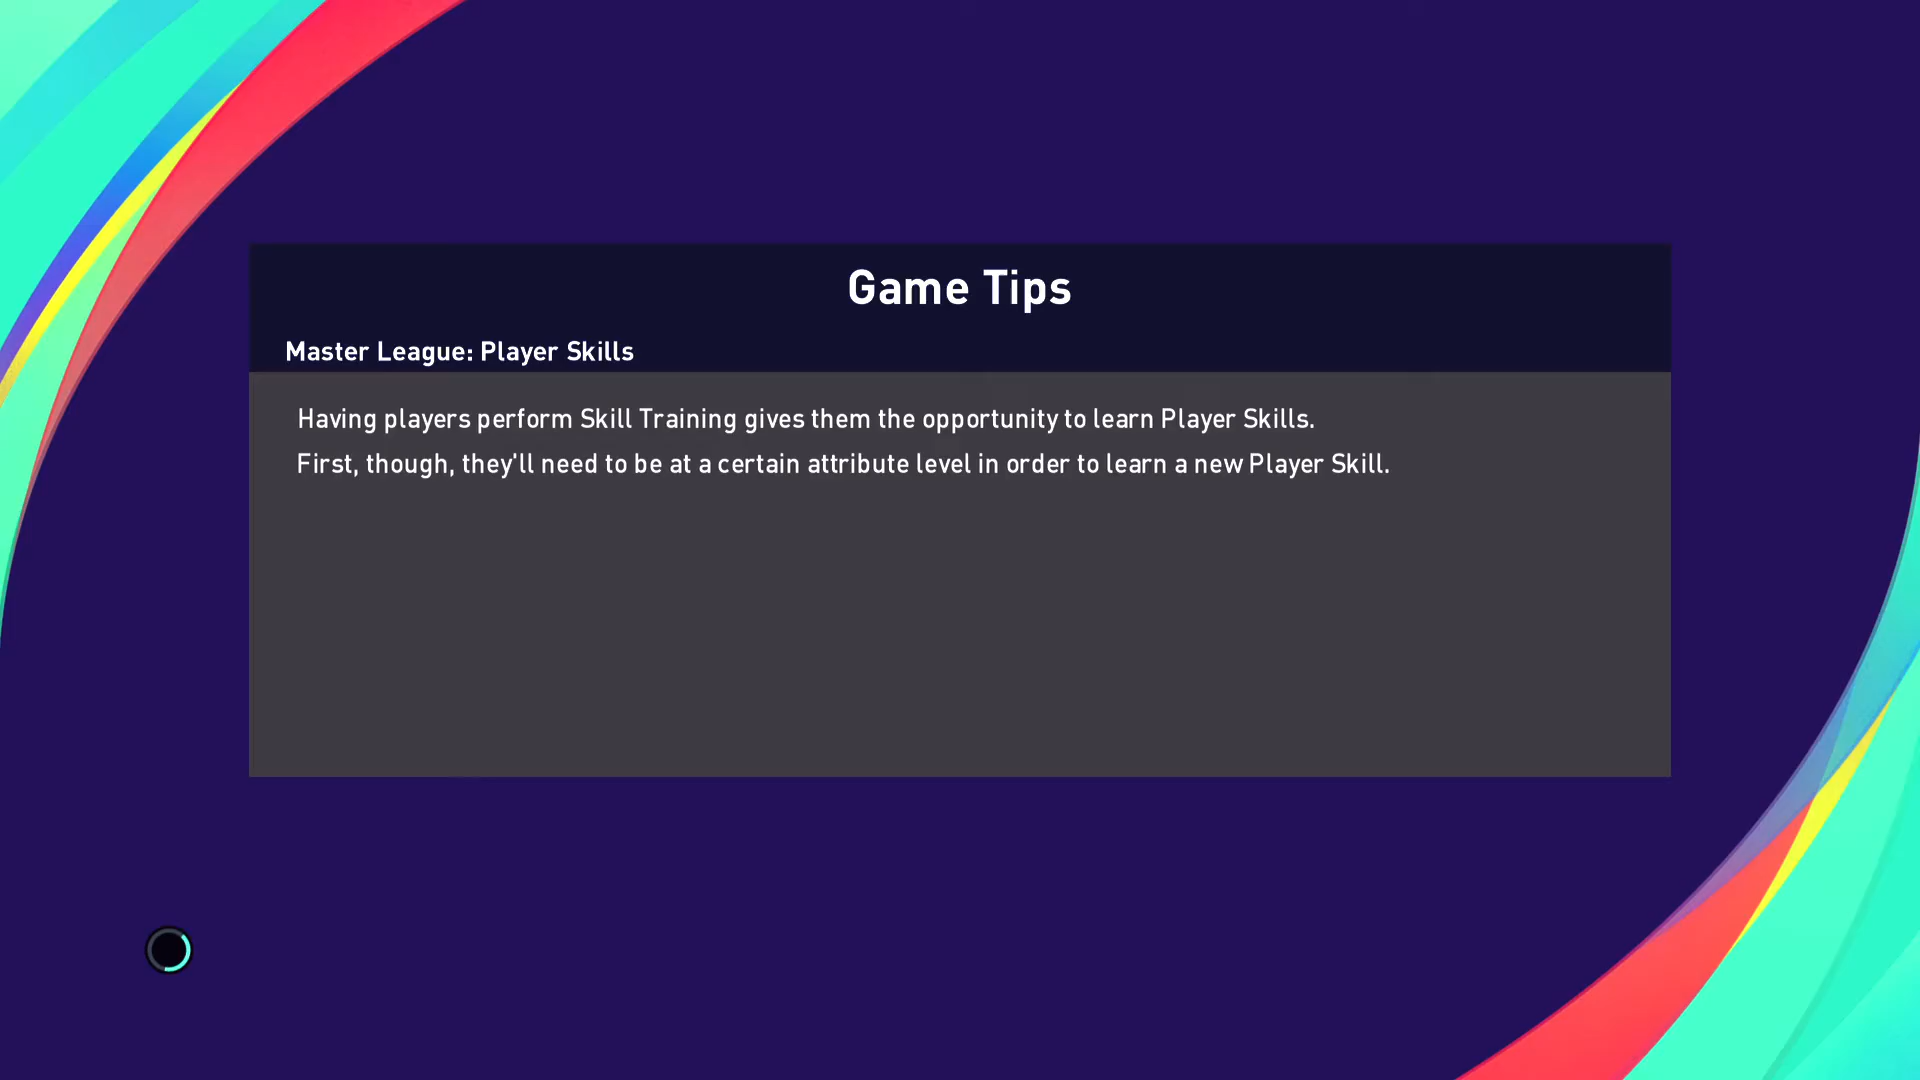 Game Tips
Master League: Player Skills
Having players perform Skill Training gives them the opportunity to learn Player Skills.
First, though, they'll need to be at a certain attribute level in order to learn a new Player Skill.